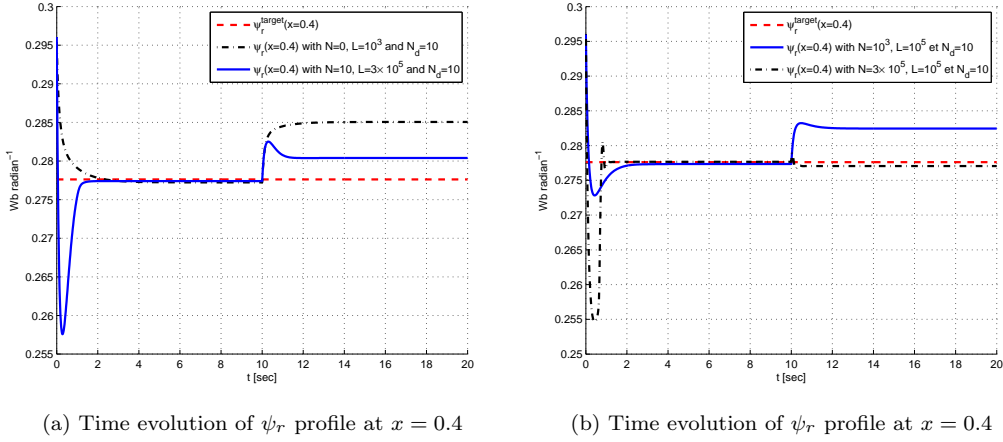 0.3
0.295
0.29
0.285
0.28
0.275
0.27
0.265
0.26
0.255
Wb radian⁻¹
0 2 4 6 8 10 12 14 16 18 20
t [sec]
ψ_r^target(x=0.4)
ψ_r(x=0.4) with N=0, L=10³ and N_d=10
ψ_r(x=0.4) with N=10, L=3× 10⁵ and N_d=10
(a) Time evolution of ψ_r profile at x = 0.4
0.3
0.295
0.29
0.285
0.28
0.275
0.27
0.265
0.26
0.255
0.25
Wb radian⁻¹
0 2 4 6 8 10 12 14 16 18 20
t [sec]
ψ_r^target(x=0.4)
ψ_r(x=0.4) with N=10³, L=10⁵ et N_d=10
ψ_r(x=0.4) with N=3× 10⁵, L=10⁵ et N_d=10
(b) Time evolution of ψ_r profile at x = 0.4